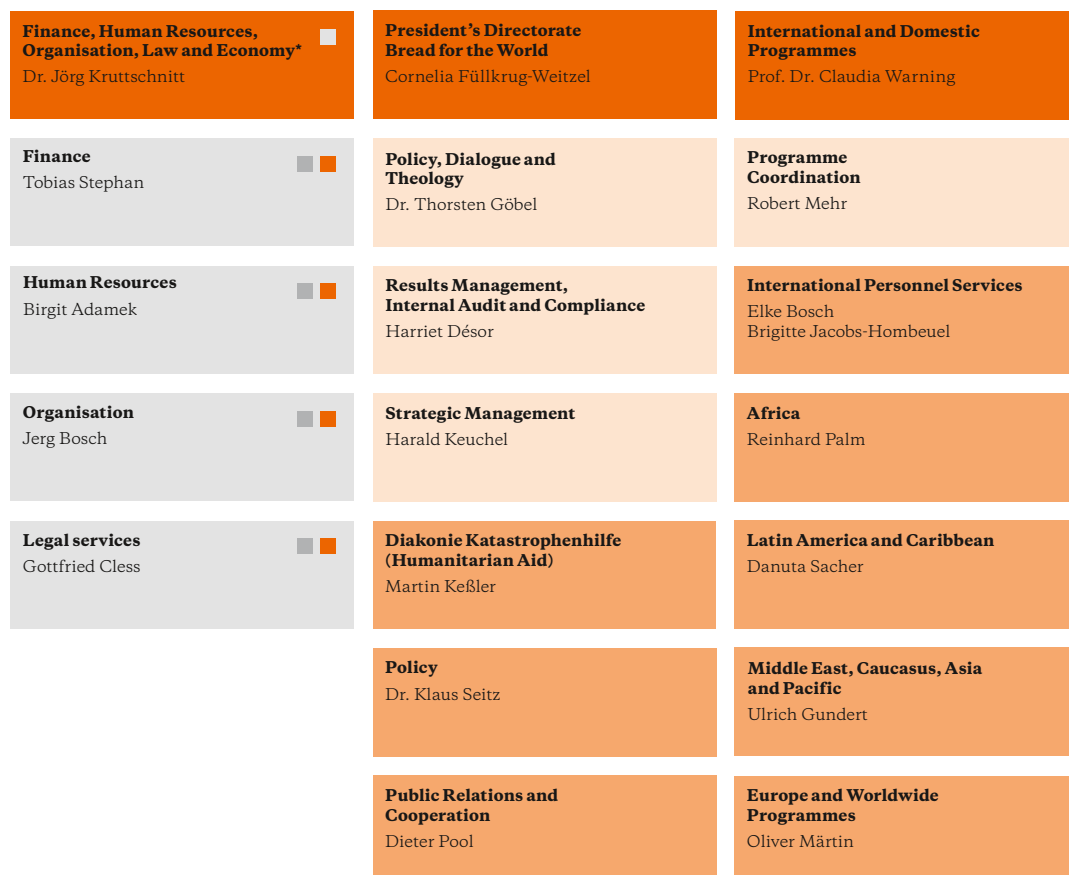 Finance, Human Resources,
Organisation, Law and Economy*
Dr. Jörg Kruttschnitt
Finance
Tobias Stephan
Human Resources
Birgit Adamek
Organisation
Jerg Bosch
Legal services
Gottfried Cless
President's Directorate
Bread for the World
Cornelia Füllkrug-Weitzel
Policy, Dialogue and
Theology
Dr. Thorsten Göbel
Results Management,
Internal Audit and Compliance
Harriet Désor
Strategic Management
Harald Keuchel
Diakonie Katastrophenhilfe
(Humanitarian Aid)
Martin Keßler
Policy
Dr. Klaus Seitz
Public Relations and
Cooperation
Dieter Pool
International and Domestic
Programmes
Prof. Dr. Claudia Warning
Programme
Coordination
Robert Mehr
International Personnel Services
Elke Bosch
Brigitte Jacobs-Hombeuel
Africa
Reinhard Palm
Latin America and Caribbean
Danuta Sacher
Middle East, Caucasus, Asia
and Pacific
Ulrich Gundert
Europe and Worldwide
Programmes
Oliver Märtin